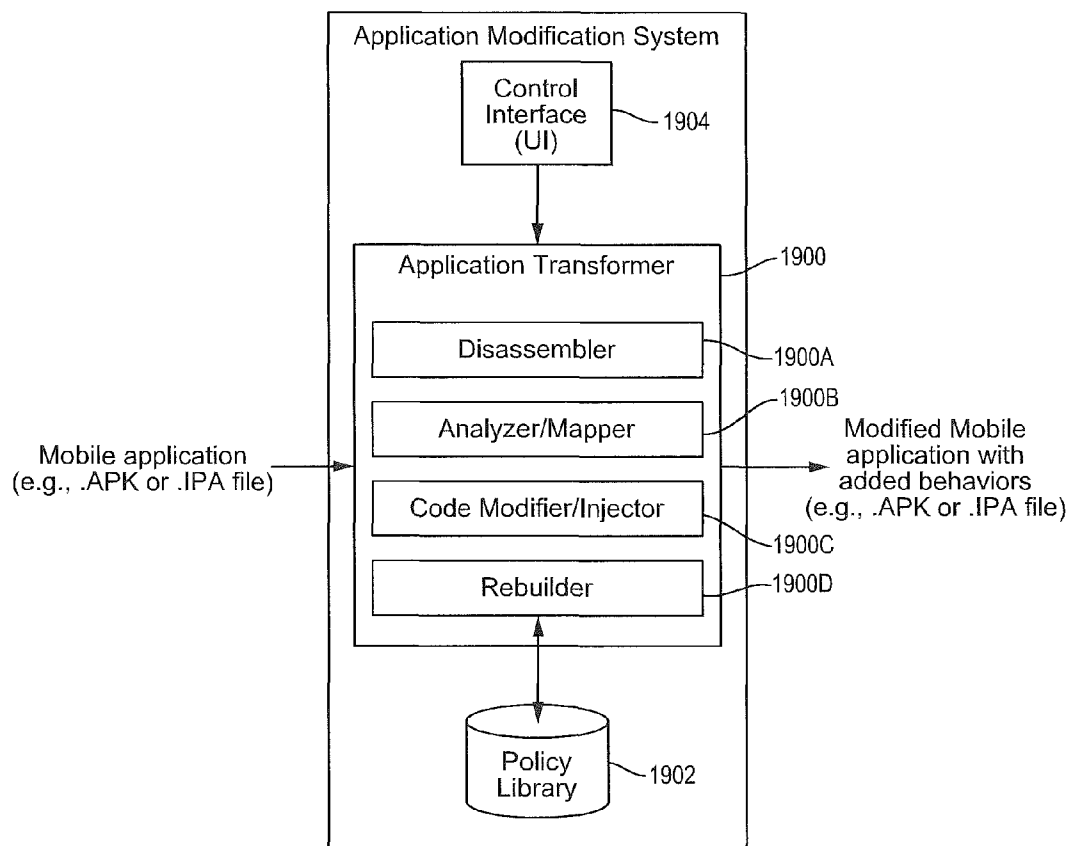 Application Modification System
Control
Interface
(UI)
1904
Application Transformer
1900
Disassembler
1900A
Analyzer/Mapper
1900B
Mobile application
(e.g., .APK or .IPA file)
Modified Mobile
application with
added behaviors
(e.g., .APK or .IPA file)
Code Modifier/Injector
1900C
Rebuilder
1900D
Policy
Library
1902